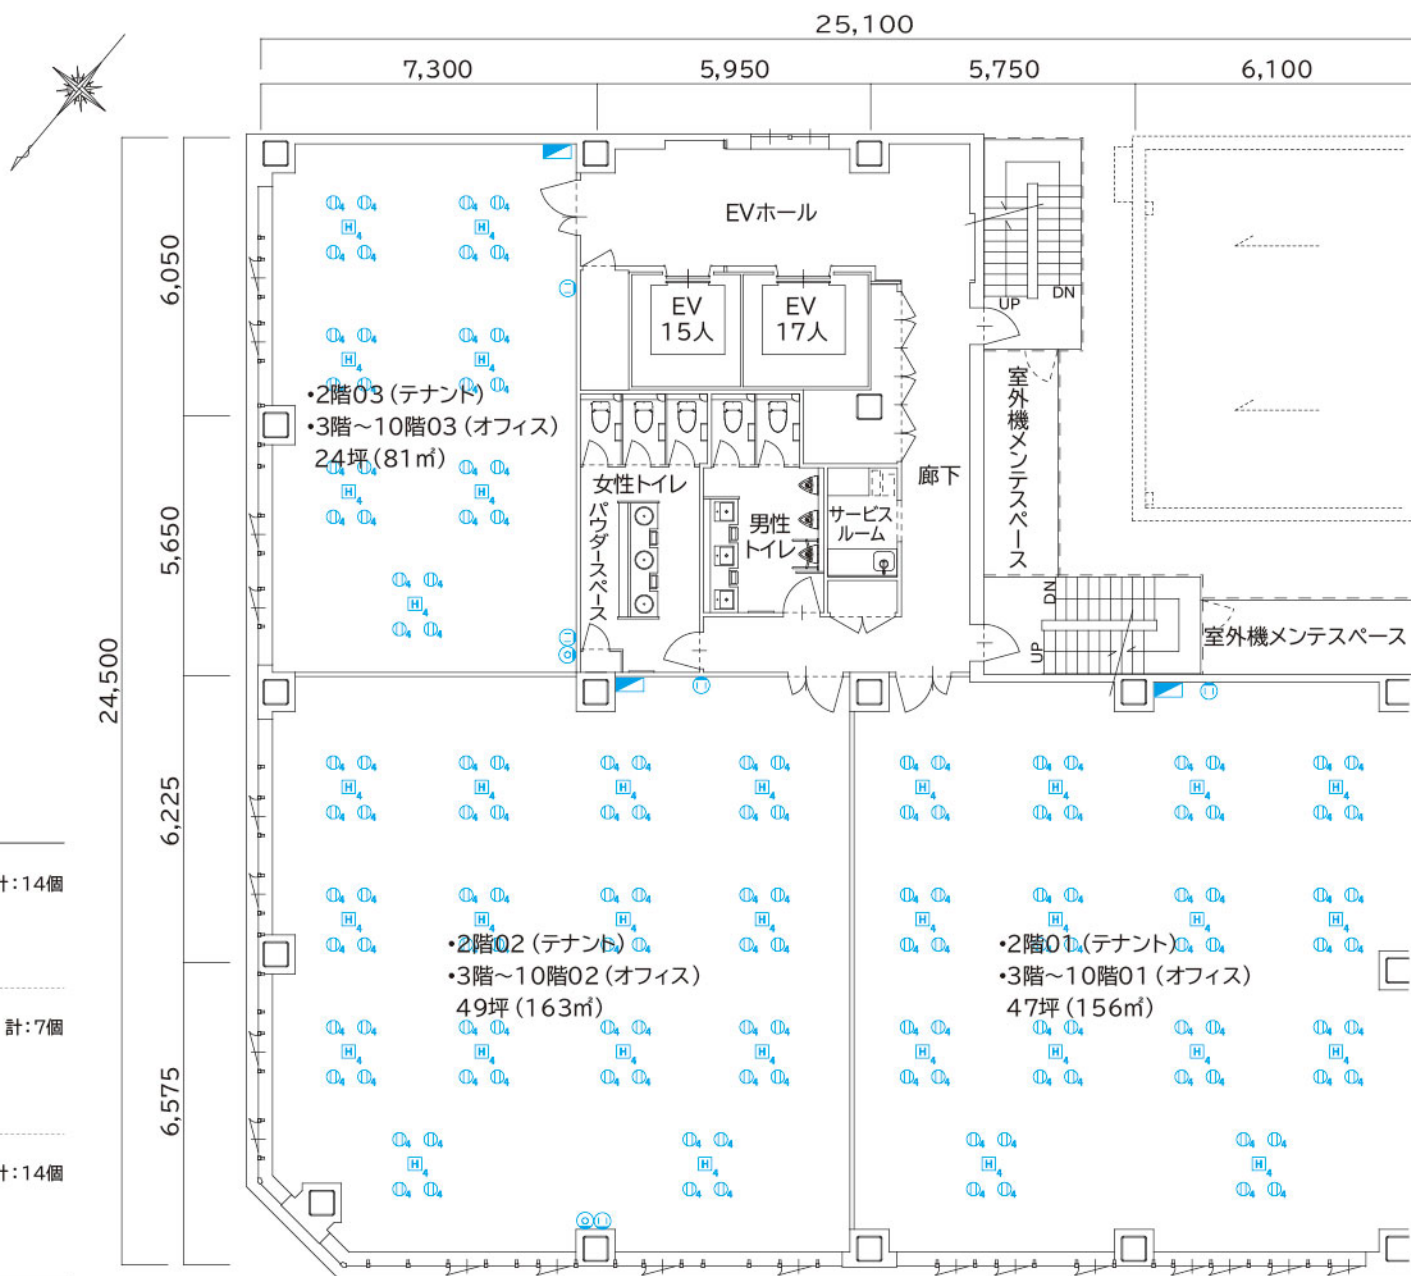 25,100
7,300
5,950
5,750
6,100
24,500
6,050
5,650
6,225
6,575
EVホール
EV
15人
EV
17人
UP
DN
室外機メンテスペース
・2階03(テナント)
・3階～10階03(オフィス)
24坪(81㎡)
女性トイレ
パウダースペース
男性
トイレ
サービス
ルーム
廊下
DN
UP
室外機メンテスペース
・2階02(テナント)
・3階～10階02(オフィス)
49坪(163㎡)
・2階01(テナント)
・3階～10階01(オフィス)
47坪(156㎡)
計:14個
計:7個
計:14個